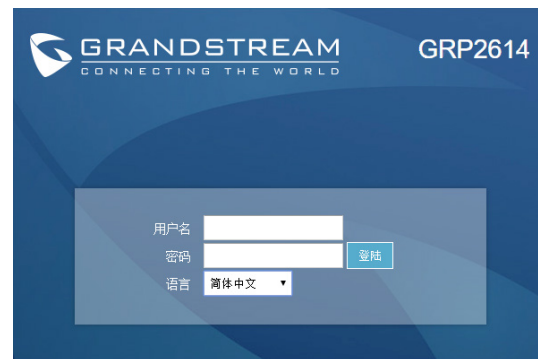 GRANDSTREAM
CONNECTING THE WORLD
GRP2614
用户名
密码
登陆
语言
简体中文